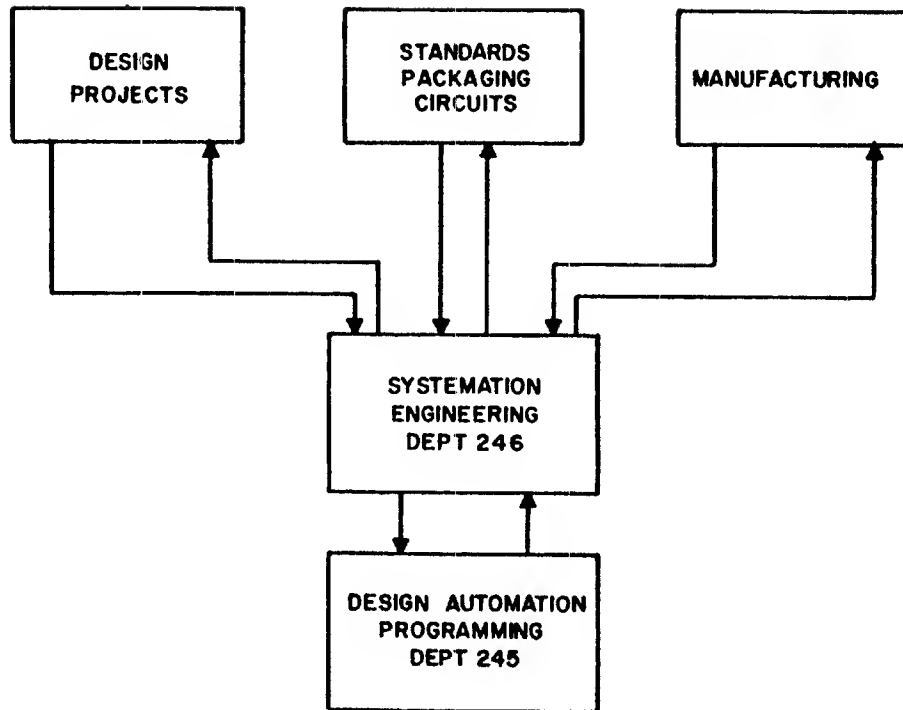 DESIGN
PROJECTS
STANDARDS
PACKAGING
CIRCUITS
MANUFACTURING
SYSTEMATION
ENGINEERING
DEPT 246
DESIGN AUTOMATION
PROGRAMMING
DEPT 245